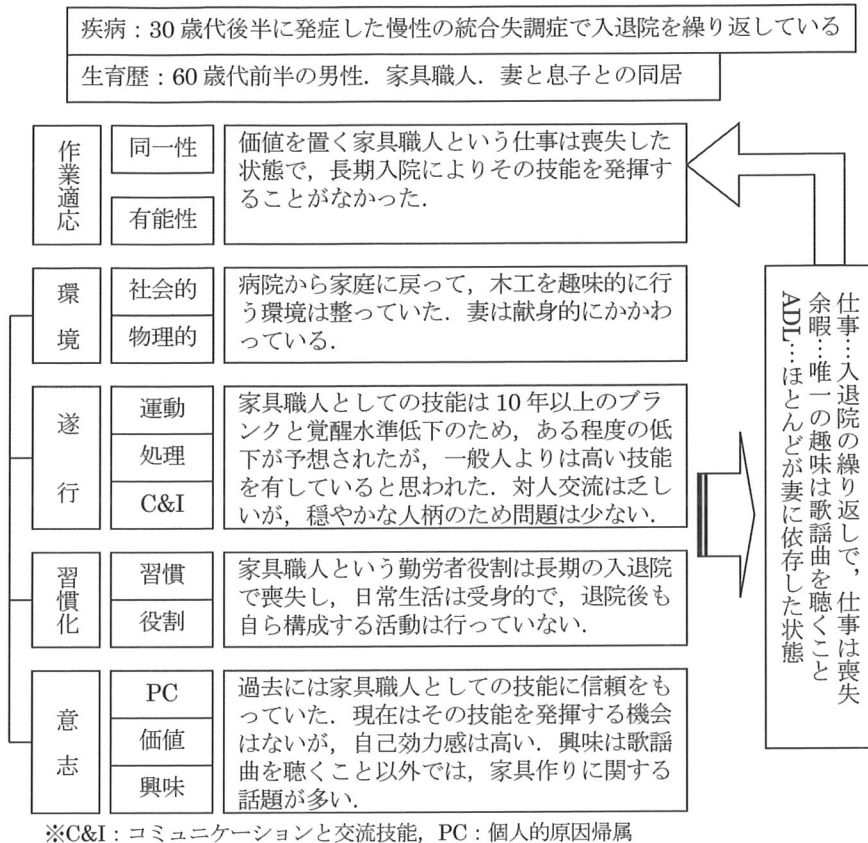 疾病：30歳代後半に発症した慢性の統合失調症で入退院を繰り返している
生育歴：60歳代前半の男性．家具職人．妻と息子との同居
作業適応
同一性
有能性
価値を置く家具職人という仕事は喪失した
状態で，長期入院によりその技能を発揮す
ることがなかった．
環境
社会的
物理的
病院から家庭に戻って，木工を趣味的に行
う環境は整っていた．妻は献身的にかかわ
っている．
遂行
運動
処理
C&I
家具職人としての技能は10年以上のブラ
ンクと覚醒水準低下のため，ある程度の低
下が予想されたが，一般人よりは高い技能
を有していると思われた．対人交流は乏し
いが，穏やかな人柄のため問題は少ない．
習慣化
習慣
役割
家具職人という勤労者役割は長期の入退院
で喪失し，日常生活は受身的で，退院後も
自ら構成する活動は行っていない．
意志
PC
価値
興味
過去には家具職人としての技能に信頼をも
っていた．現在はその技能を発揮する機会
はないが，自己効力感は高い．興味は歌謡
曲を聴くこと以外では，家具作りに関する
話題が多い．
仕事…入退院の繰り返しで，仕事は喪失
余暇…唯一の趣味は歌謡曲を聴くこと
ADL…ほとんどが妻に依存した状態
※C&I：コミュニケーションと交流技能，PC：個人的原因帰属